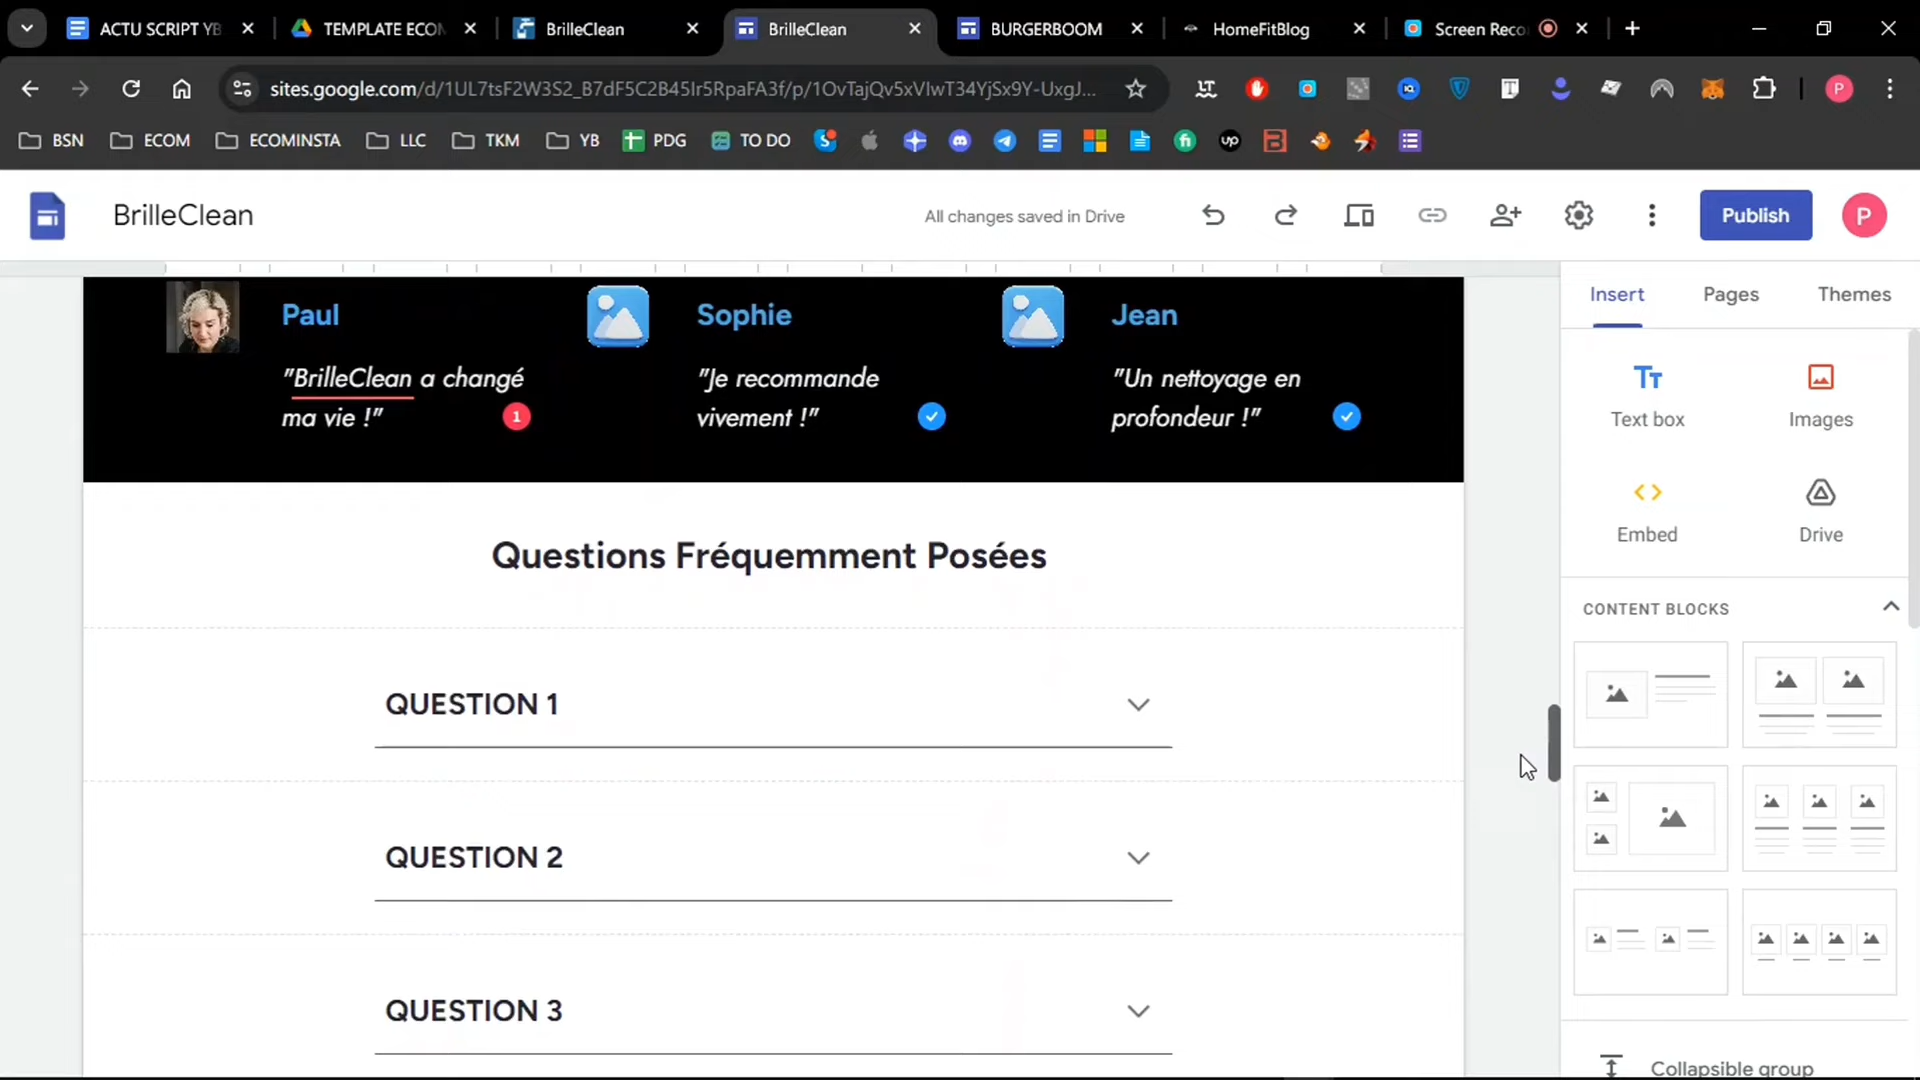 ACTU SCRIPT YB
TEMPLATE ECOM
BrilleClean
BrilleClean
BURGERBOOM
HomeFitBlog
Screen Reco
sites.google.com/d/1UL7tsF2W3S2_B7dF5C2B45Ir5RpaFA3f/p/1OvTajQv5xVIwT34YjSx9Y-UxgJ...
P
BSN
ECOM
ECOMINSTA
LLC
TKM
YB
PDG
TO DO
BrilleClean
All changes saved in Drive
Publish
P
Insert
Pages
Themes
Paul
Sophie
Jean
"BrilleClean a changé
ma vie !"
1
"Je recommande
vivement !"
"Un nettoyage en
profondeur !"
Text box
Images
Embed
Drive
Questions Fréquemment Posées
CONTENT BLOCKS
QUESTION 1
QUESTION 2
QUESTION 3
Collapsible group